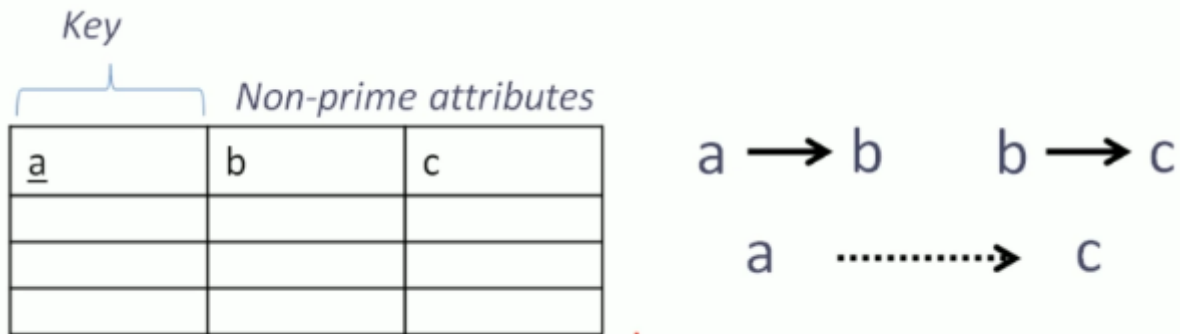 Key
Non-prime attributes
a b c
a → b b → c
a ⇢ c